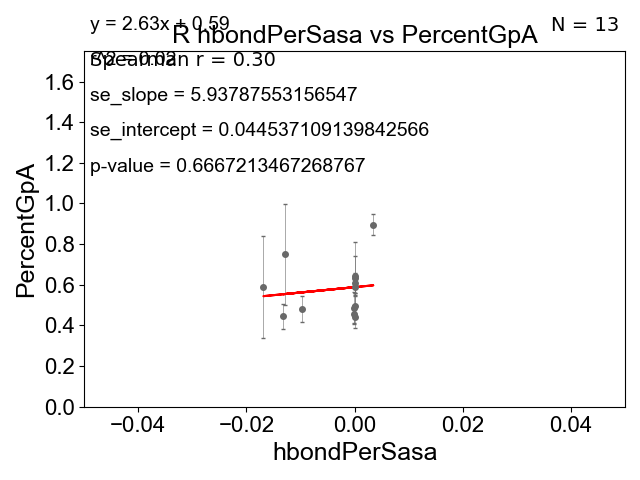 y = 2.63x + 0.59
N = 13
R hbondPerSasa vs PercentGpA
Spearman r = 0.30
se_slope = 5.93787553156547
se_intercept = 0.044537109139842566
p-value = 0.6667213467268767
PercentGpA
1.6
1.4
1.2
1.0
0.8
0.6
0.4
0.2
0.0
−0.04 −0.02 0.00 0.02 0.04
hbondPerSasa